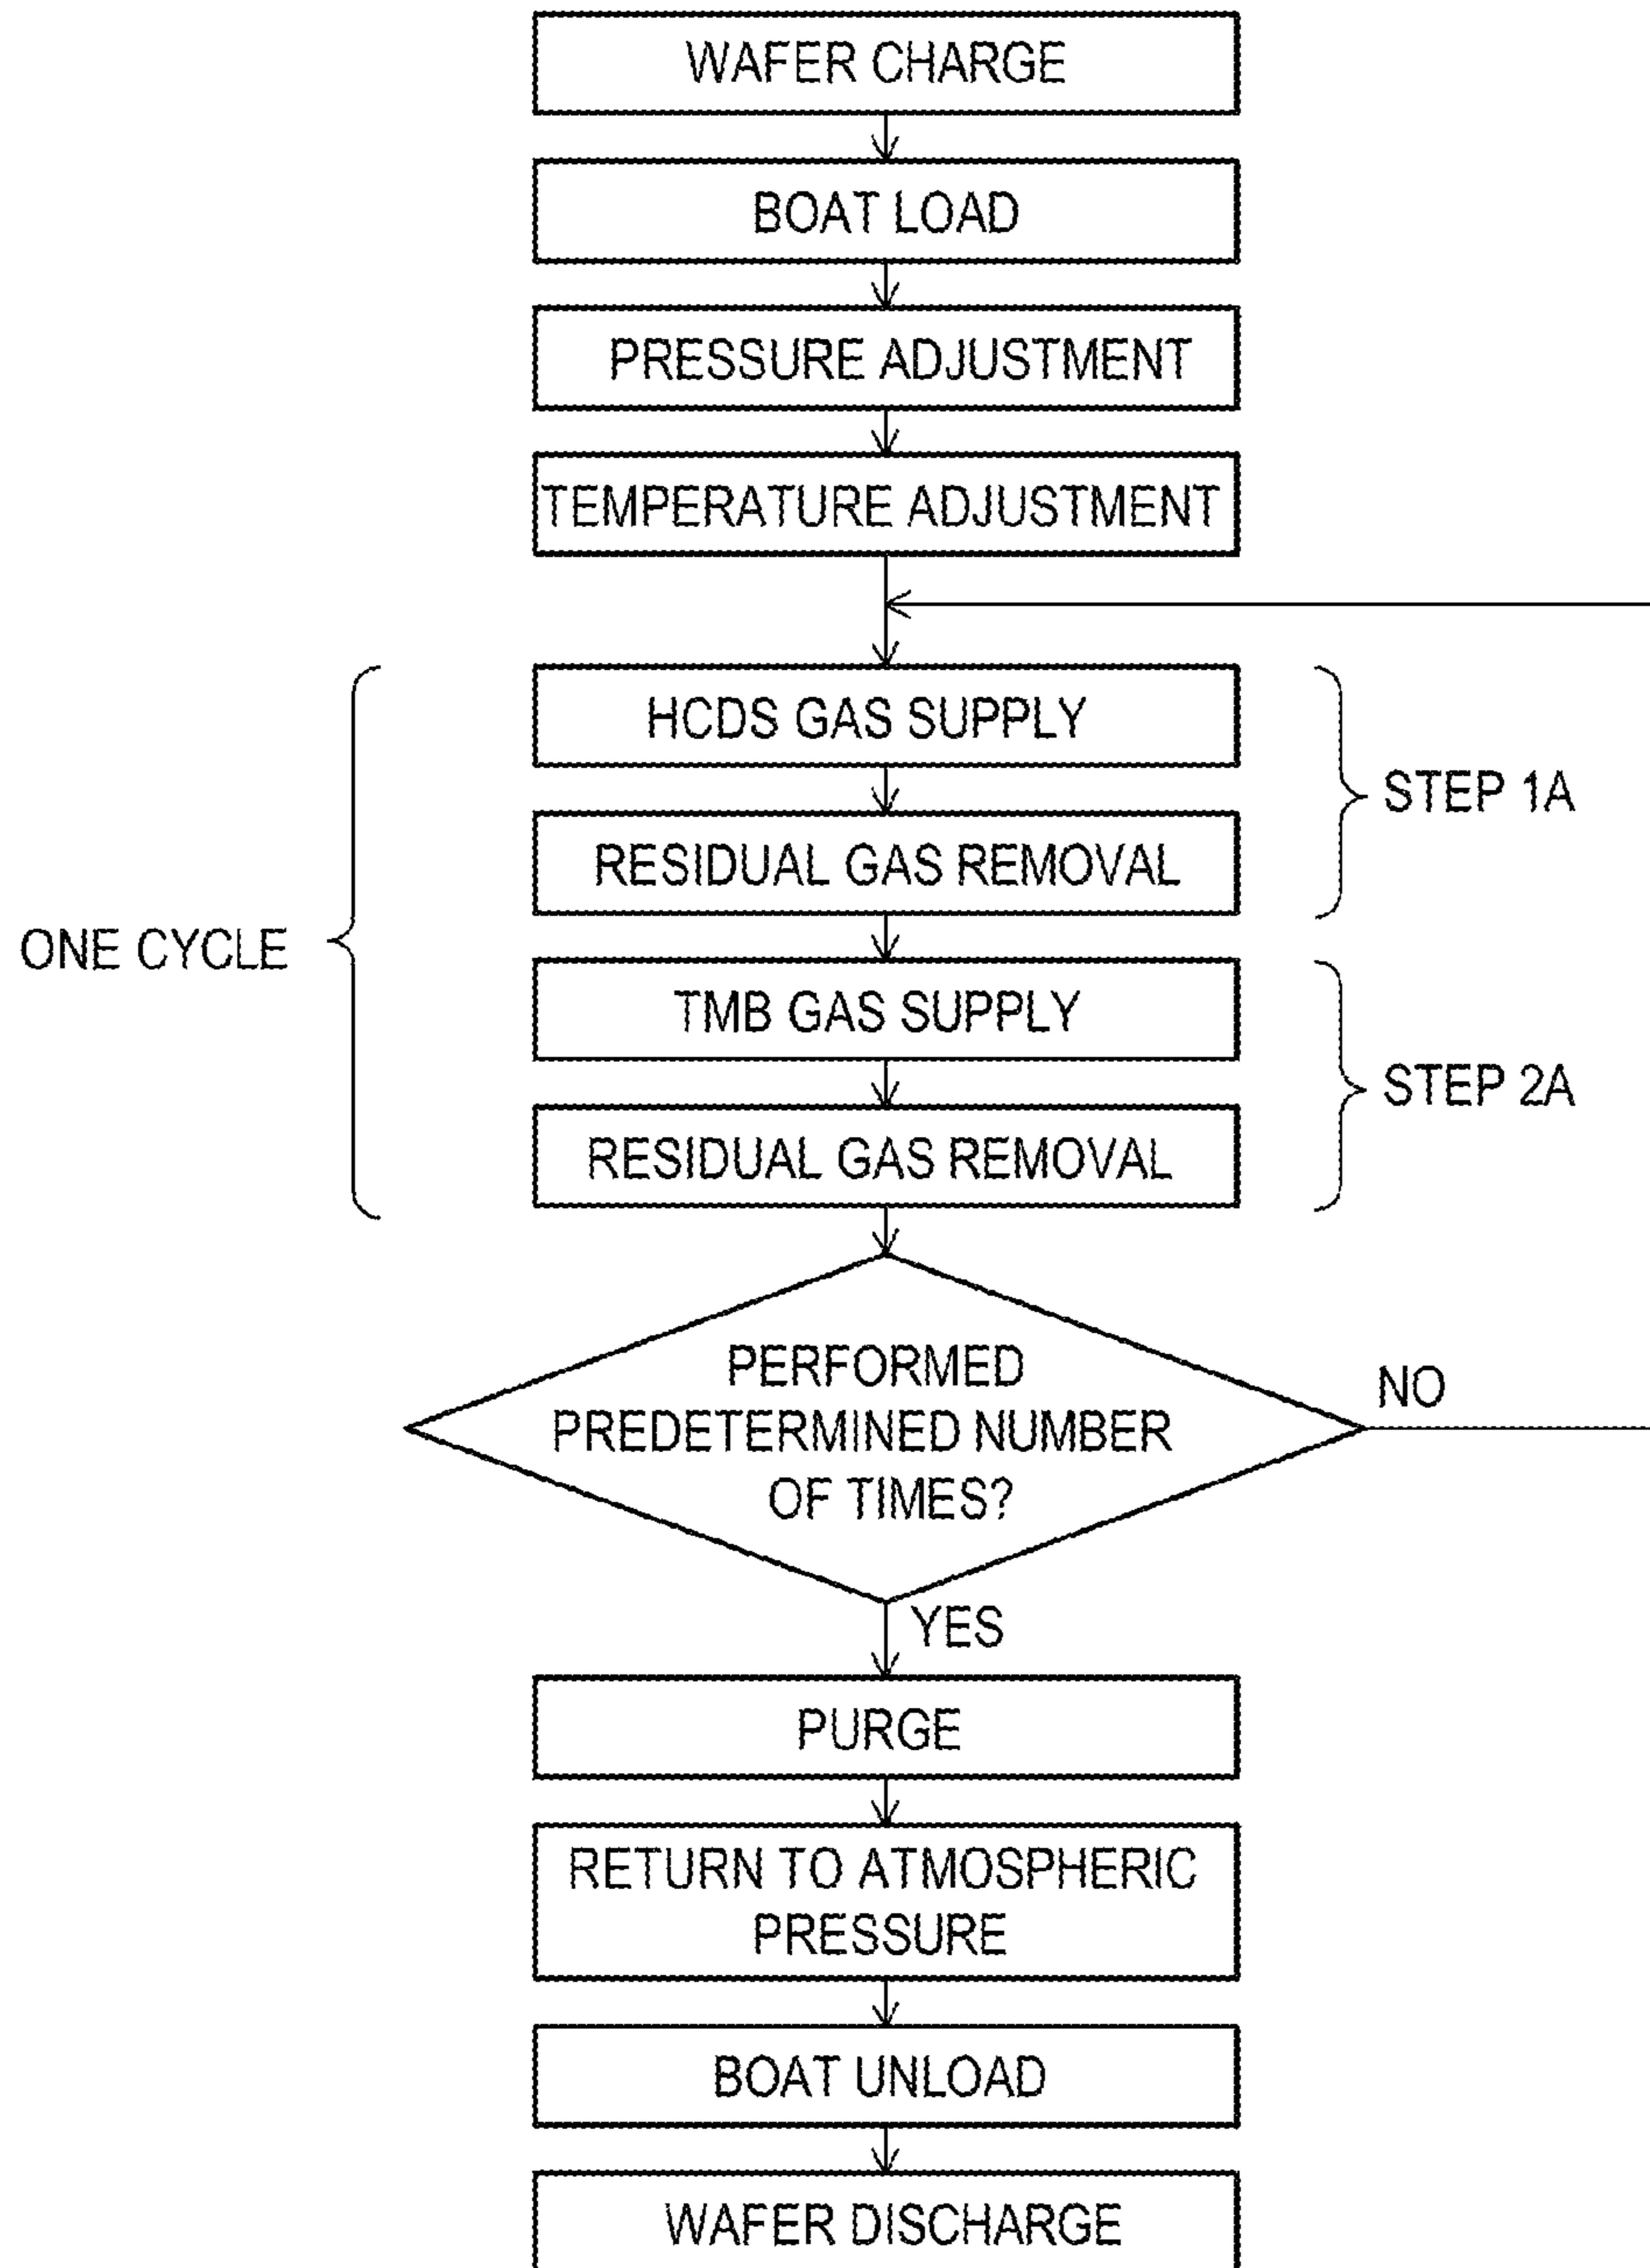 WAFER CHARGE
BOAT LOAD
PRESSURE ADJUSTMENT
TEMPERATURE ADJUSTMENT
HCDS GAS SUPPLY
STEP 1A
RESIDUAL GAS REMOVAL
ONE CYCLE
TMB GAS SUPPLY
STEP 2A
RESIDUAL GAS REMOVAL
PERFORMED
PREDETERMINED NUMBER
OF TIMES?
NO
YES
PURGE
RETURN TO ATMOSPHERIC
PRESSURE
BOAT UNLOAD
WAFER DISCHARGE